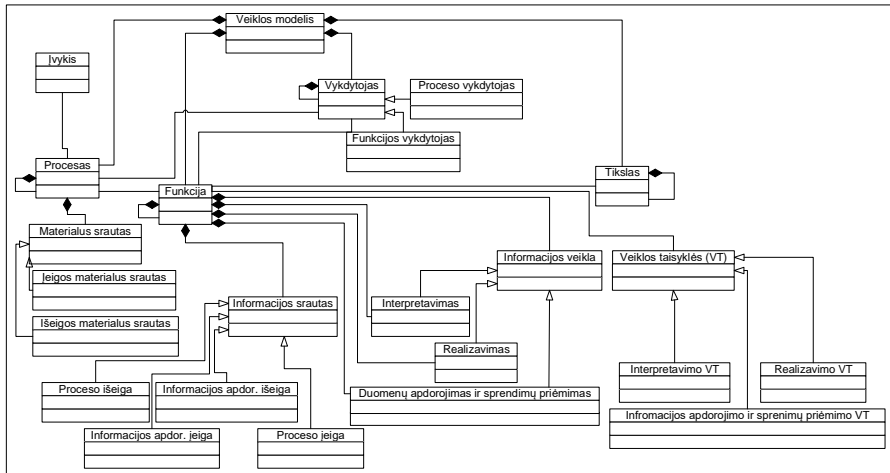 Veiklos modelis
Įvykis
Vykdytojas
Proceso vykdytojas
Funkcijos vykdytojas
Procesas
Funkcija
Tikslas
Materialus srautas
Informacijos veikla
Veiklos taisyklės (VT)
Įeigos materialus srautas
Informacijos srautas
Interpretavimas
Išeigos materialus srautas
Realizavimas
Interpretavimo VT
Realizavimo VT
Proceso išeiga
Informacijos apdor. išeiga
Duomenų apdorojimas ir sprendimų priėmimas
Infromacijos apdorojimo ir sprenimų priėmimo VT
Informacijos apdor. įeiga
Proceso įeiga